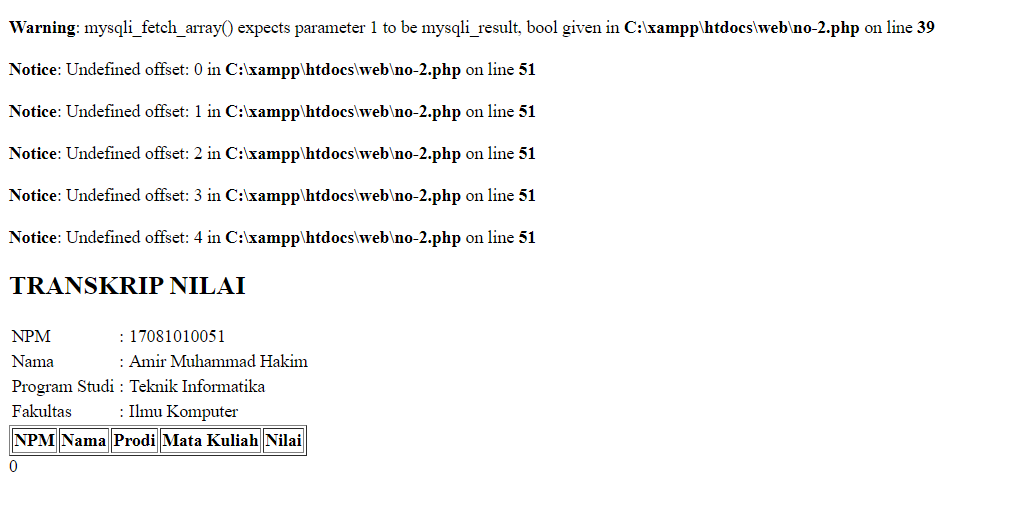 Warning: mysqli_fetch_array() expects parameter 1 to be mysqli_result, bool given in C:\xampp\htdocs\web\no-2.php on line 39
Notice: Undefined offset: 0 in C:\xampp\htdocs\web\no-2.php on line 51
Notice: Undefined offset: 1 in C:\xampp\htdocs\web\no-2.php on line 51
Notice: Undefined offset: 2 in C:\xampp\htdocs\web\no-2.php on line 51
Notice: Undefined offset: 3 in C:\xampp\htdocs\web\no-2.php on line 51
Notice: Undefined offset: 4 in C:\xampp\htdocs\web\no-2.php on line 51
TRANSKRIP NILAI
NPM : 17081010051
Nama : Amir Muhammad Hakim
Program Studi : Teknik Informatika
Fakultas : Ilmu Komputer
NPM Nama Prodi Mata Kuliah Nilai
0